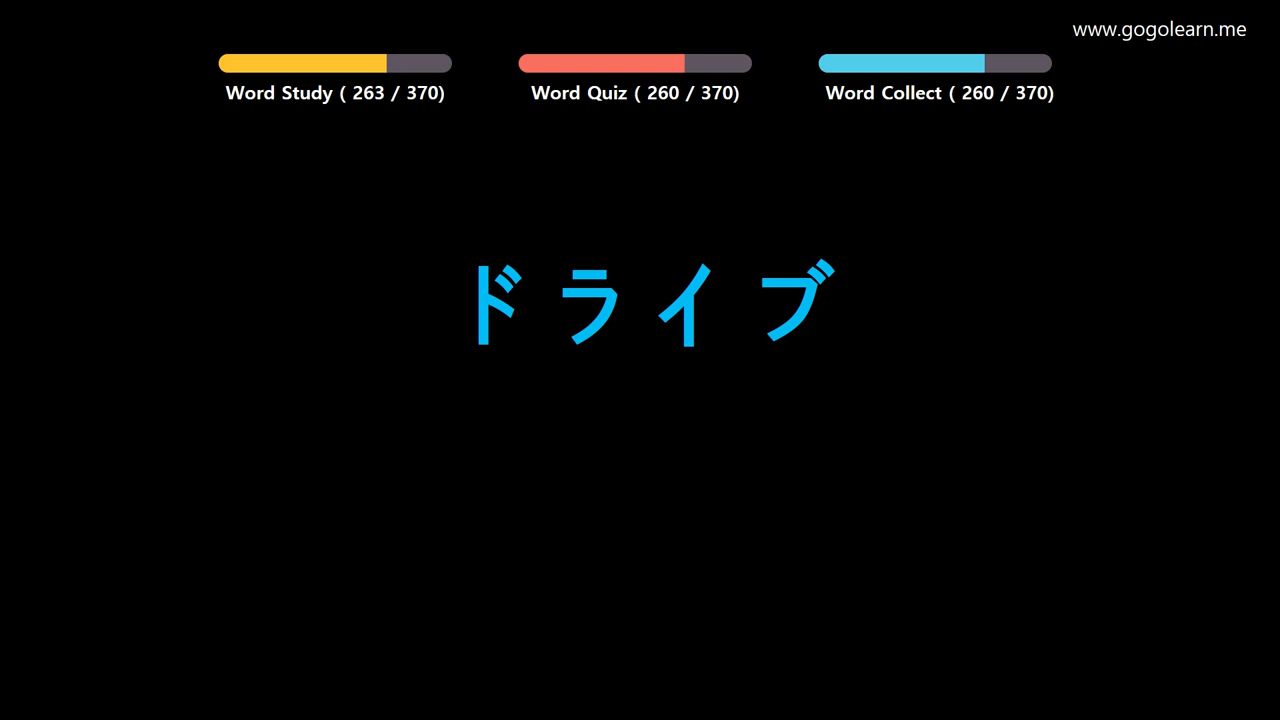 www.gogolearn.me
Word Study ( 263 / 370)
Word Quiz ( 260 / 370)
Word Collect ( 260 / 370)
ドライブ